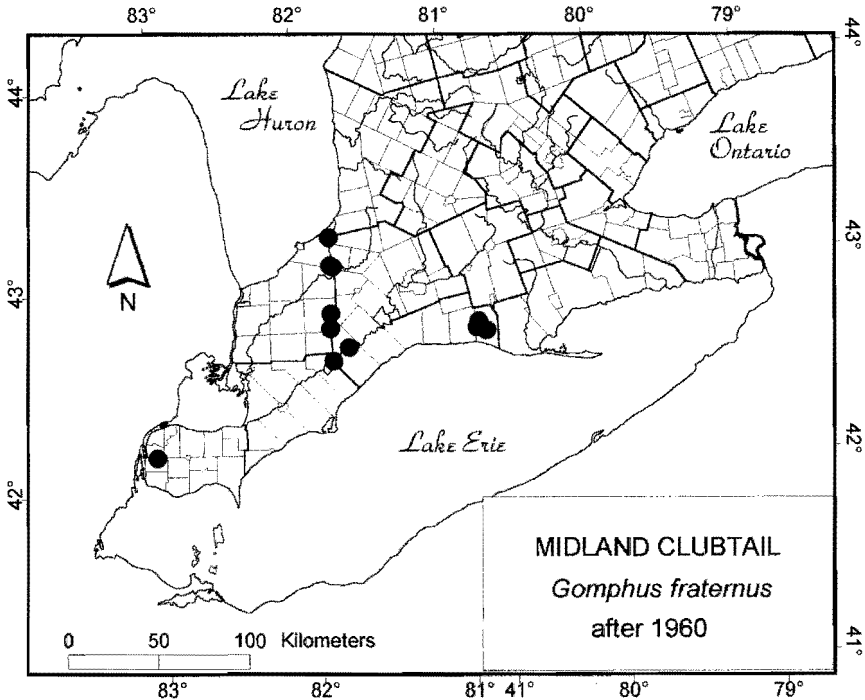 83° 82° 81° 80° 79°
44°
44°
Lake
Huron
Lake
Ontario
43°
43°
N
42°
Lake Erie
42°
MIDLAND CLUBTAIL
Gomphus fraternus
after 1960
41°
0 50 100 Kilometers
83° 82° 81° 41° 80° 79°